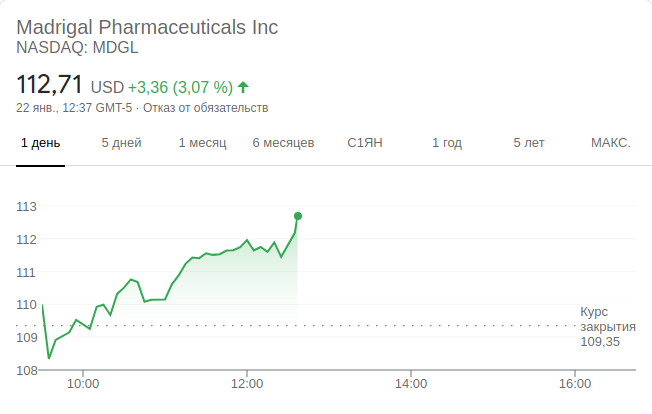 Madrigal Pharmaceuticals Inc
NASDAQ: MDGL
112,71 USD +3,36 (3,07 %)
22 янв., 12:37 GMT-5 · Отказ от обязательств
1 день 5 дней 1 месяц 6 месяцев С1ЯН 1 год 5 лет МАКС.
113
112
111
110
109
108
Курс
закрытия
109,35
10:00 12:00 14:00 16:00